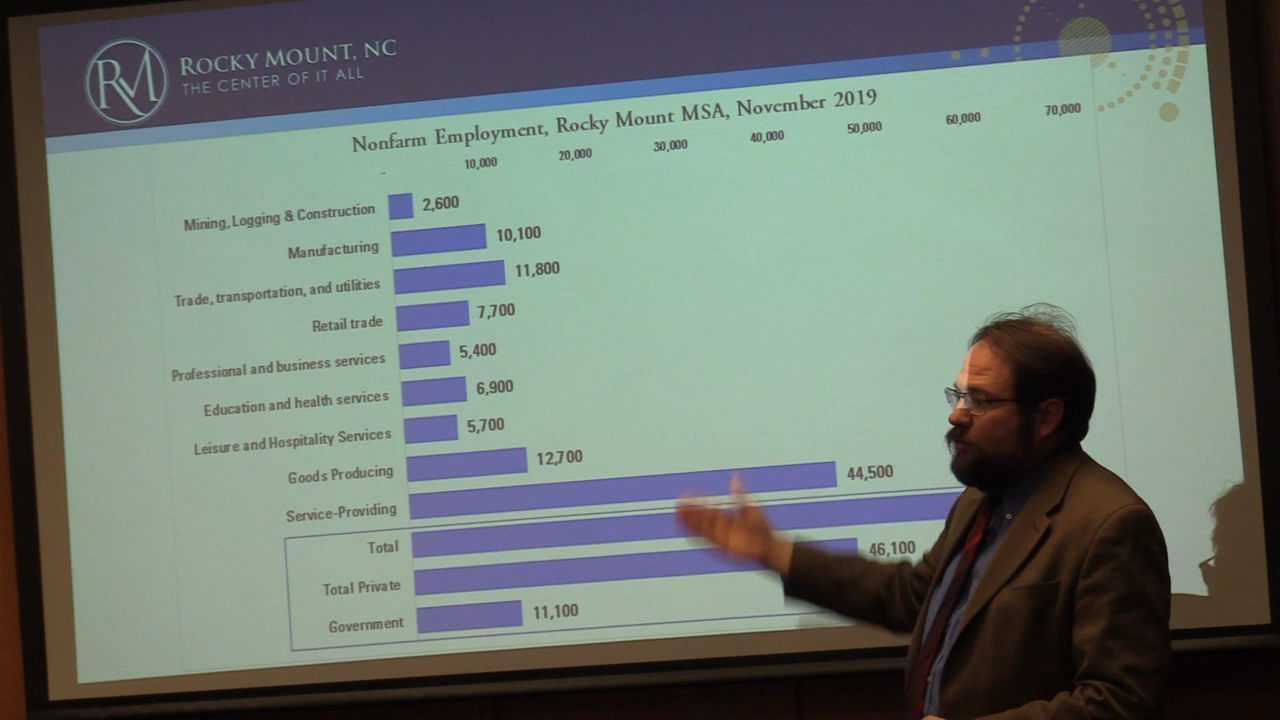 RM ROCKY MOUNT, NC
THE CENTER OF IT ALL
Nonfarm Employment, Rocky Mount MSA, November 2019
- 10,000 20,000 30,000 40,000 50,000 60,000 70,000
Mining, Logging & Construction 2,600
Manufacturing 10,100
Trade, transportation, and utilities 11,800
Retail trade 7,700
Professional and business services 5,400
Education and health services 6,900
Leisure and Hospitality Services 5,700
Goods Producing 12,700
Service-Providing 44,500
Total
Total Private 46,100
Government 11,100